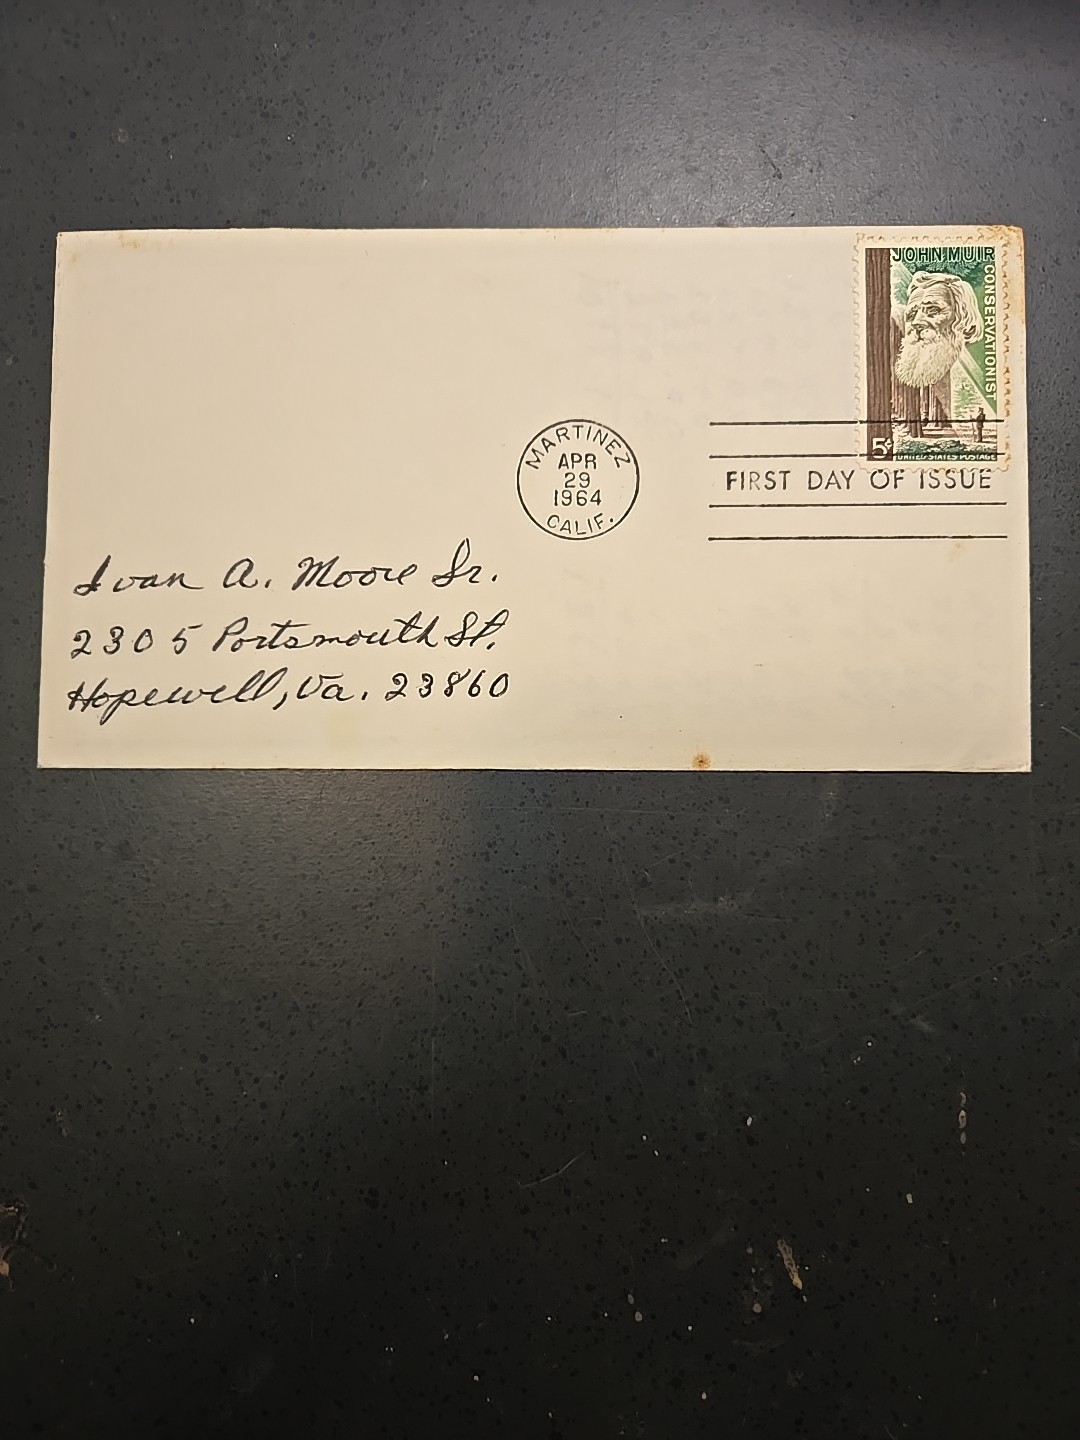 JOHN MUIR
CONSERVATIONIST
5¢
UNITED STATES POSTAGE
MARTINEZ
APR
29
1964
CALIF.
FIRST DAY OF ISSUE
Ivan A. Moore Sr.
2305 Portsmouth St.
Hopewell, Va. 23860